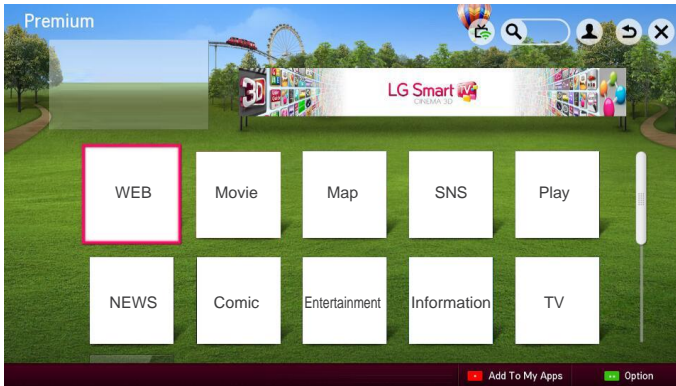 Premium
3D
LG Smart TV
CINEMA 3D
WEB Movie Map SNS Play
NEWS Comic Entertainment Information TV
Add To My Apps Option